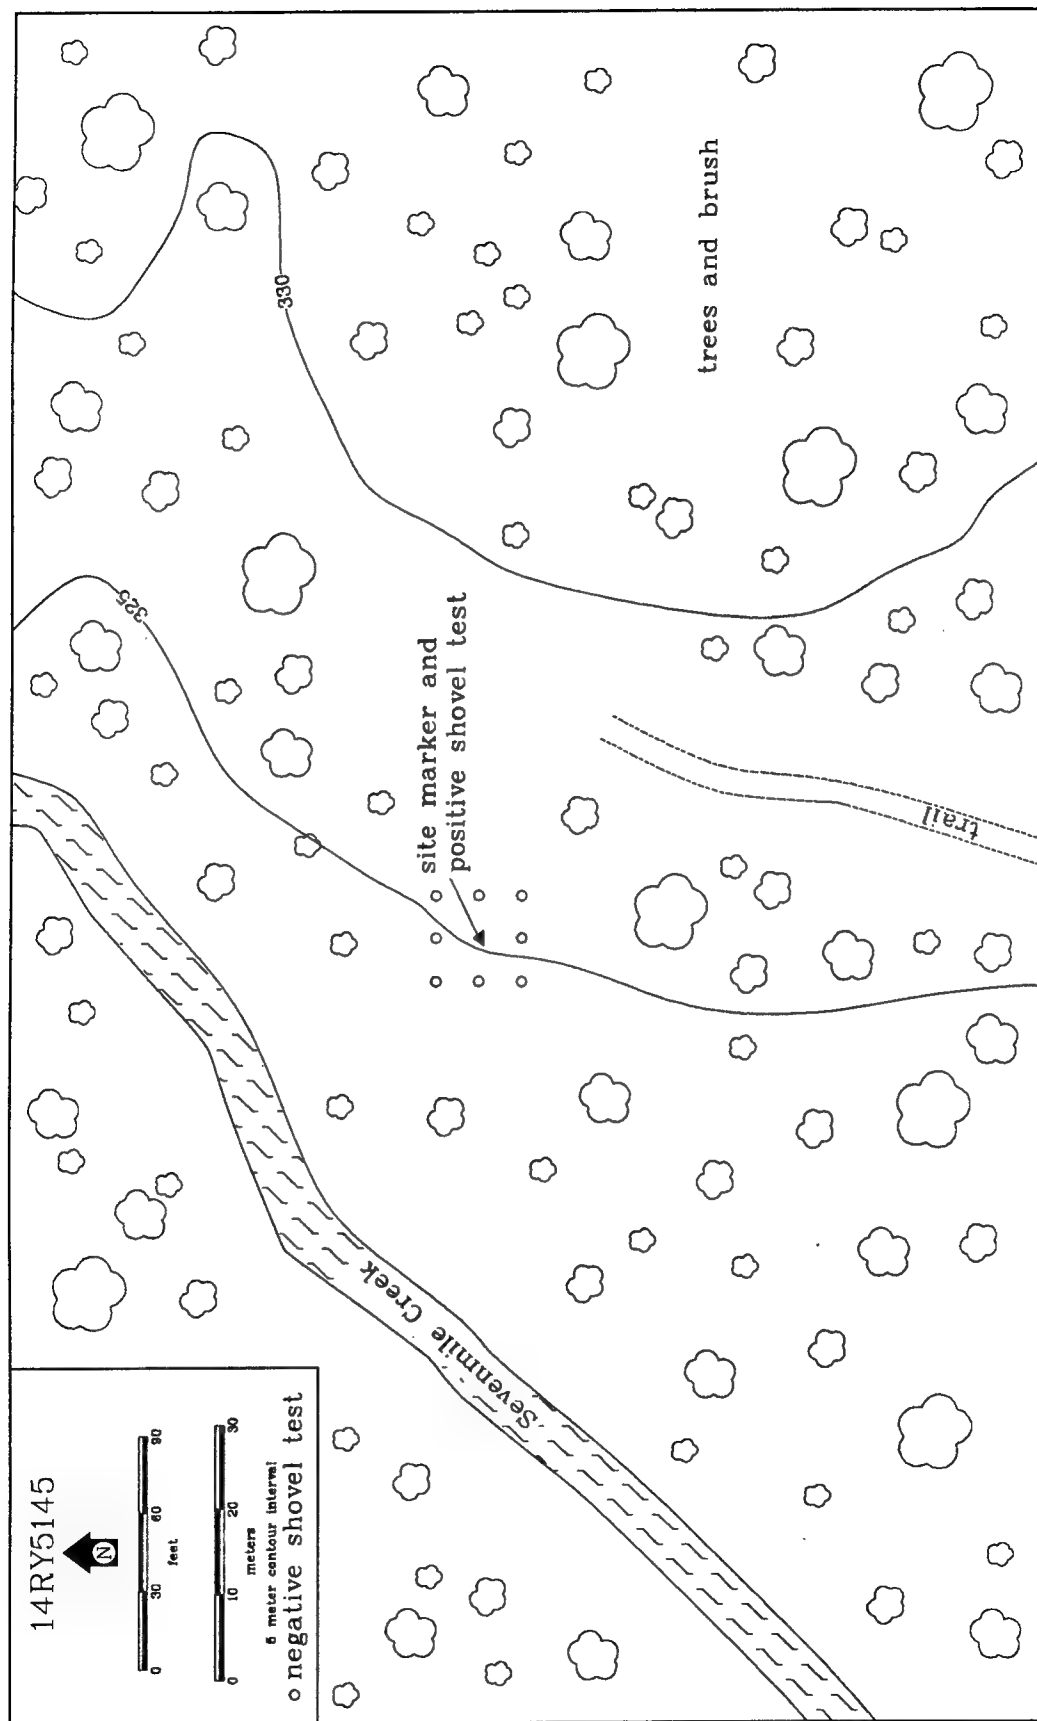 14RY5145
N
0 30 60 90
feet
0 10 20 30
meters
5 meter contour interval
negative shovel test
Sevenmile Creek
325
330
site marker and
positive shovel test
trail
trees and brush